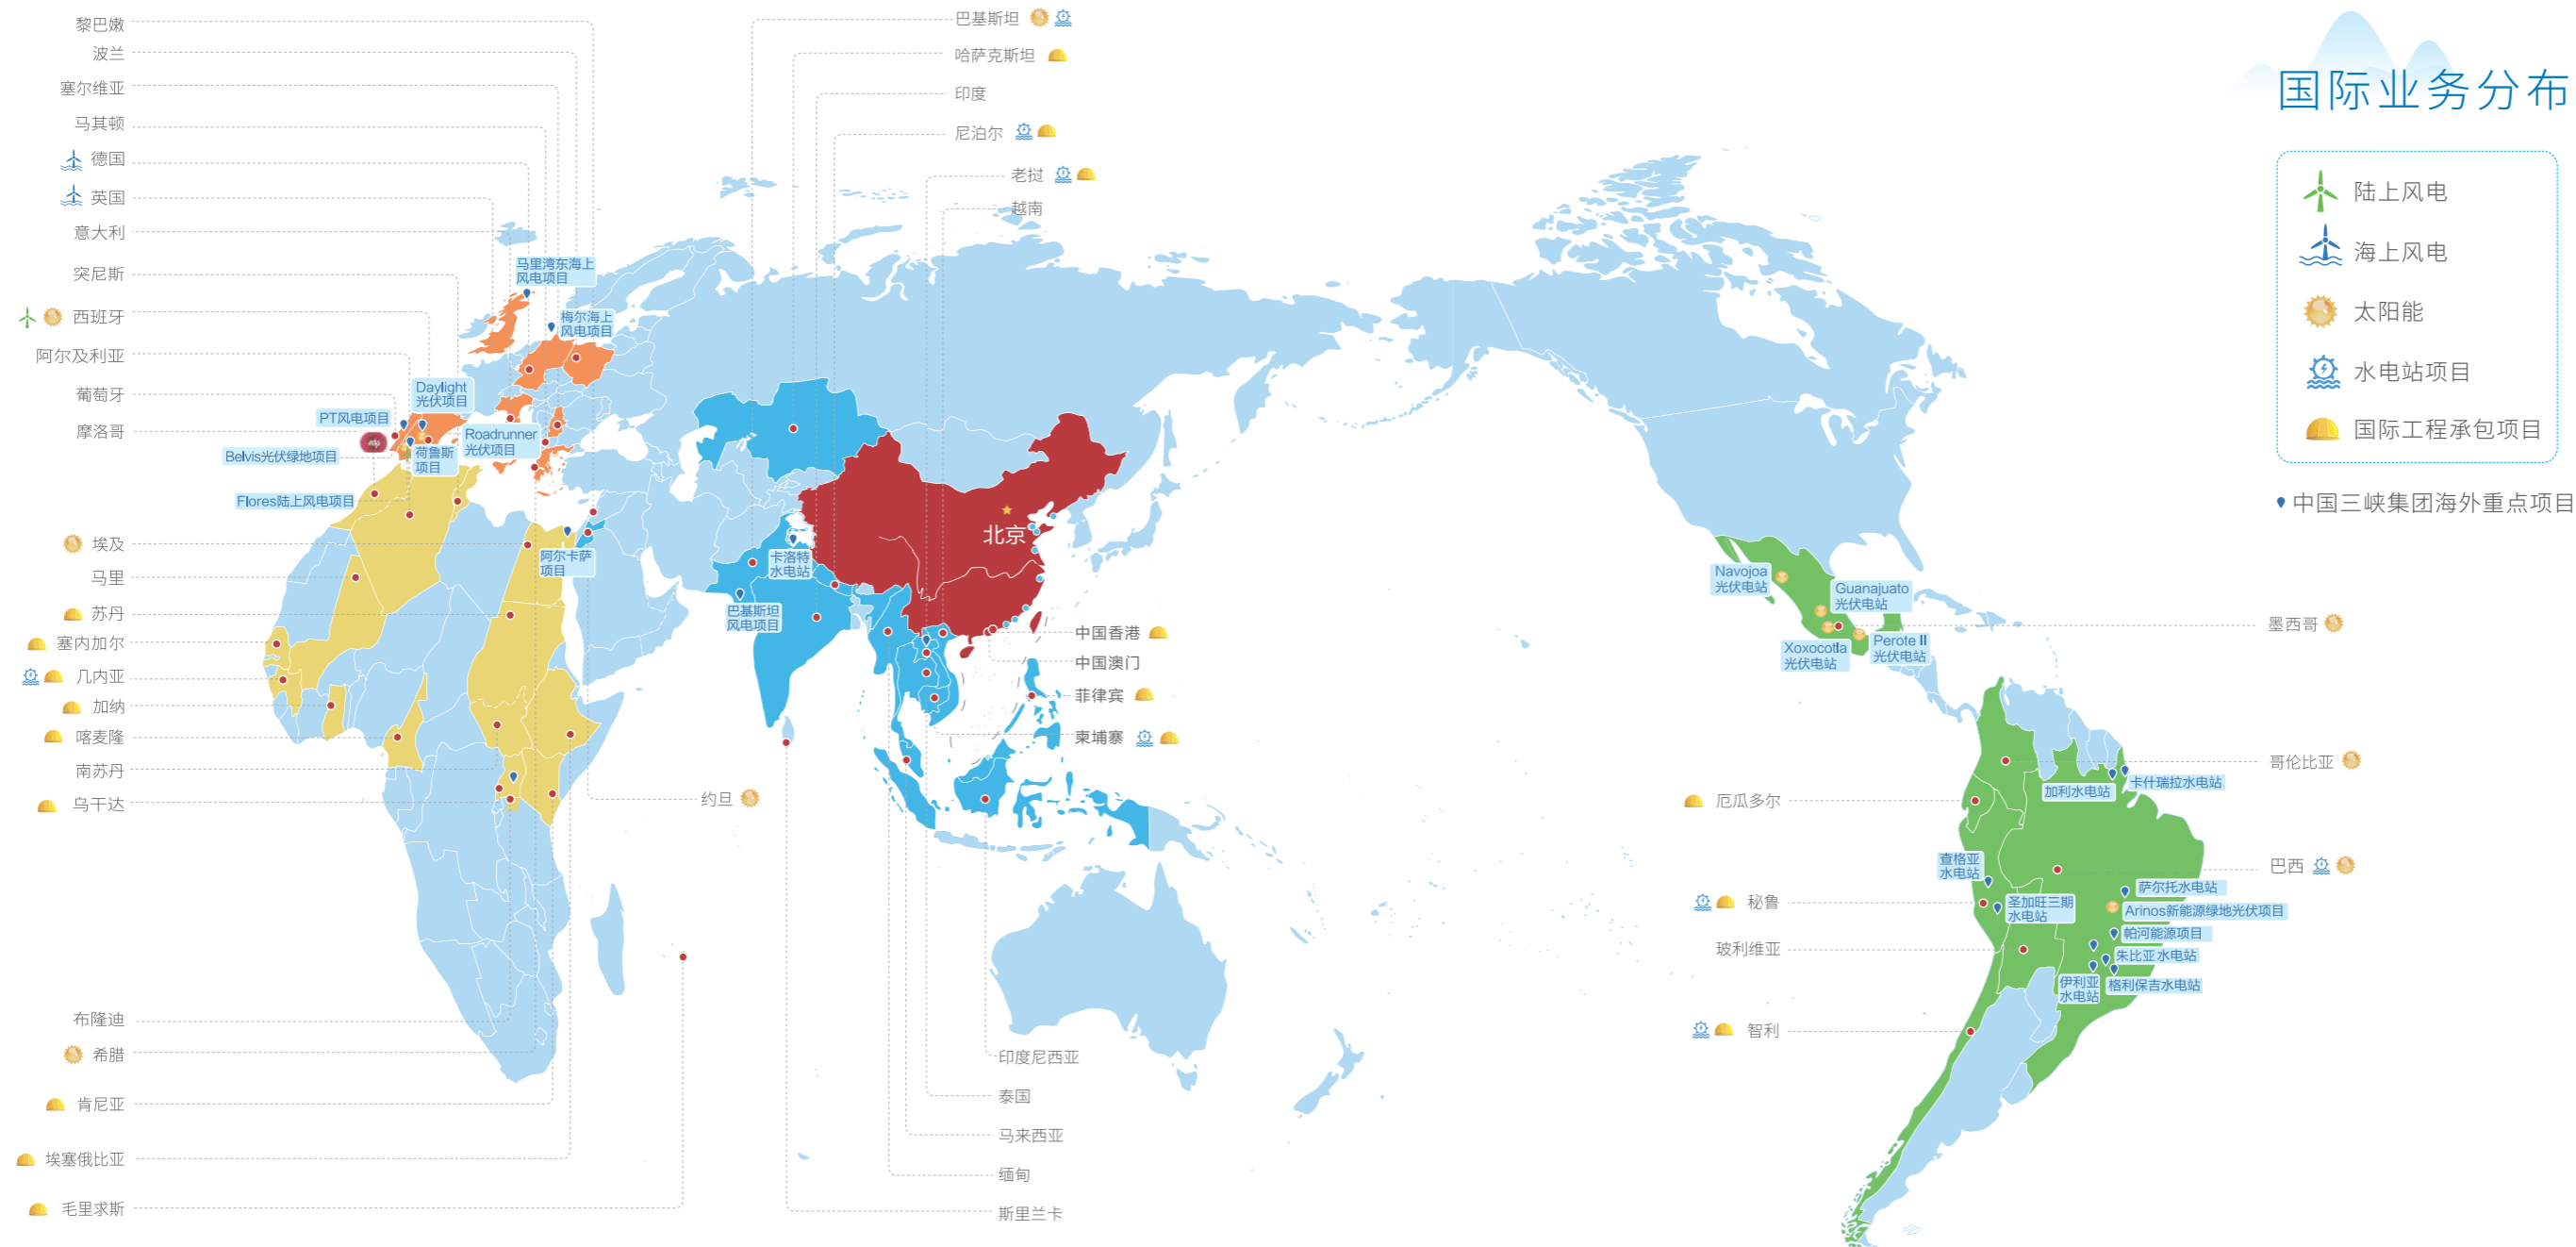 国际业务分布
陆上风电
海上风电
太阳能
水电站项目
国际工程承包项目
中国三峡集团海外重点项目
黎巴嫩
波兰
塞尔维亚
马其顿
德国
英国
意大利
突尼斯
西班牙
阿尔及利亚
葡萄牙
摩洛哥
埃及
马里
苏丹
塞内加尔
几内亚
加纳
喀麦隆
南苏丹
乌干达
布隆迪
希腊
肯尼亚
埃塞俄比亚
毛里求斯
马里湾东海上
风电项目
梅尔海上
风电项目
Daylight
光伏项目
PT风电项目
edp
Roadrunner
光伏项目
荷鲁斯
项目
Belvis光伏绿地项目
Flores陆上风电项目
阿尔卡萨
项目
约旦
巴基斯坦
哈萨克斯坦
印度
尼泊尔
老挝
越南
北京
卡洛特
水电站
巴基斯坦
风电项目
中国香港
中国澳门
菲律宾
柬埔寨
印度尼西亚
泰国
马来西亚
缅甸
斯里兰卡
Navojoa
光伏电站
Guanajuato
光伏电站
Xoxocotla
光伏电站
Perote II
光伏电站
墨西哥
哥伦比亚
卡什瑞拉水电站
加利水电站
厄瓜多尔
查格亚
水电站
巴西
萨尔托水电站
秘鲁
圣加旺三期
水电站
Arinos新能源绿地光伏项目
帕河能源项目
玻利维亚
朱比亚水电站
伊利亚
水电站
格利保吉水电站
智利